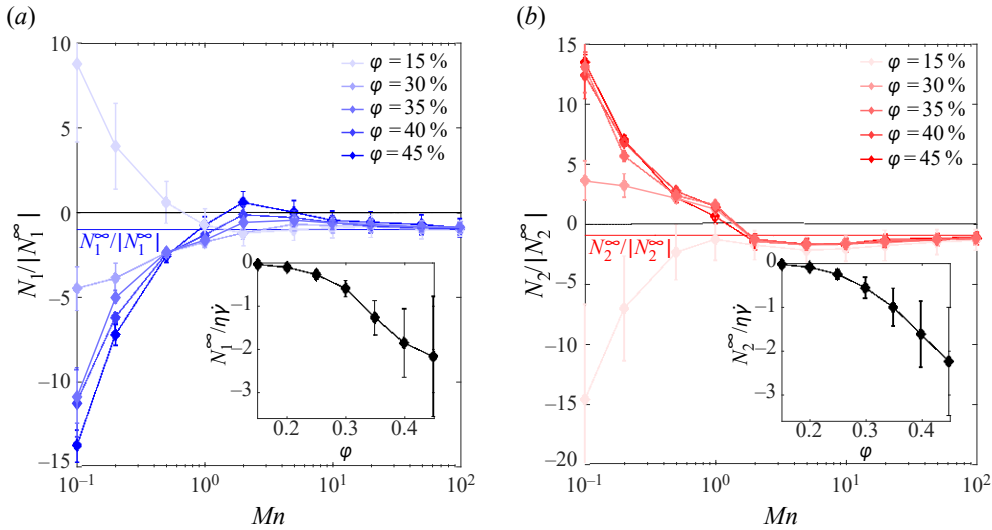 (a)
10
5
0
−5
−10
−15
N₁/|N₁^∞|
N₁^∞/|N₁^∞|
φ = 15 %
φ = 30 %
φ = 35 %
φ = 40 %
φ = 45 %
0
−1
−2
−3
N₁^∞/ηγ̇
0.2 0.3 0.4
φ
10⁻¹ 10⁰ 10¹ 10²
Mn
(b)
15
10
5
0
−5
−10
−15
−20
N₂/|N₂^∞|
N₂^∞/|N₂^∞|
φ = 15 %
φ = 30 %
φ = 35 %
φ = 40 %
φ = 45 %
0
−1
−2
−3
N₂^∞/ηγ̇
0.2 0.3 0.4
φ
10⁻¹ 10⁰ 10¹ 10²
Mn